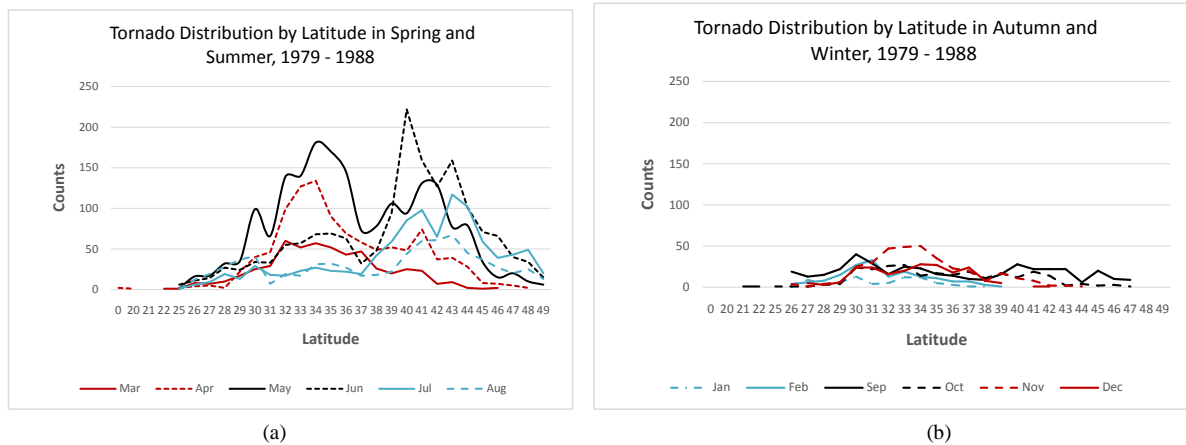 Tornado Distribution by Latitude in Spring and
Summer, 1979 - 1988
250
200
150
100
50
0
Counts
0 20 21 22 25 26 27 28 29 30 31 32 33 34 35 36 37 38 39 40 41 42 43 44 45 46 47 48 49
Latitude
Mar Apr May Jun Jul Aug
(a)
Tornado Distribution by Latitude in Autumn and
Winter, 1979 - 1988
250
200
150
100
50
0
Counts
0 20 21 22 25 26 27 28 29 30 31 32 33 34 35 36 37 38 39 40 41 42 43 44 45 46 47 48 49
Latitude
Jan Feb Sep Oct Nov Dec
(b)